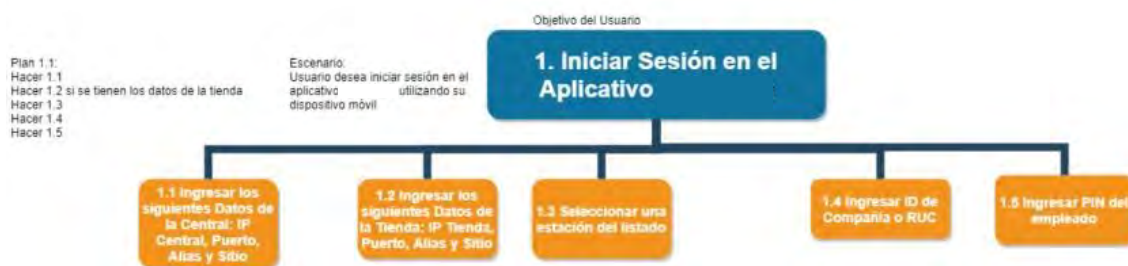 Objetivo del Usuario
1. Iniciar Sesión en el
Aplicativo
Plan 1.1:
Hacer 1.1
Hacer 1.2 si se tienen los datos de la tienda
Hacer 1.3
Hacer 1.4
Hacer 1.5
Escenario:
Usuario desea iniciar sesión en el
aplicativo utilizando su
dispositivo móvil
1.1 Ingresar los
siguientes Datos de
la Central: IP
Central, Puerto,
Alias y Sitio
1.2 Ingresar los
siguientes Datos de
la Tienda: IP Tienda,
Puerto, Alias y Sitio
1.3 Seleccionar una
estación del listado
1.4 Ingresar ID de
Compañía o RUC
1.5 Ingresar PIN del
empleado